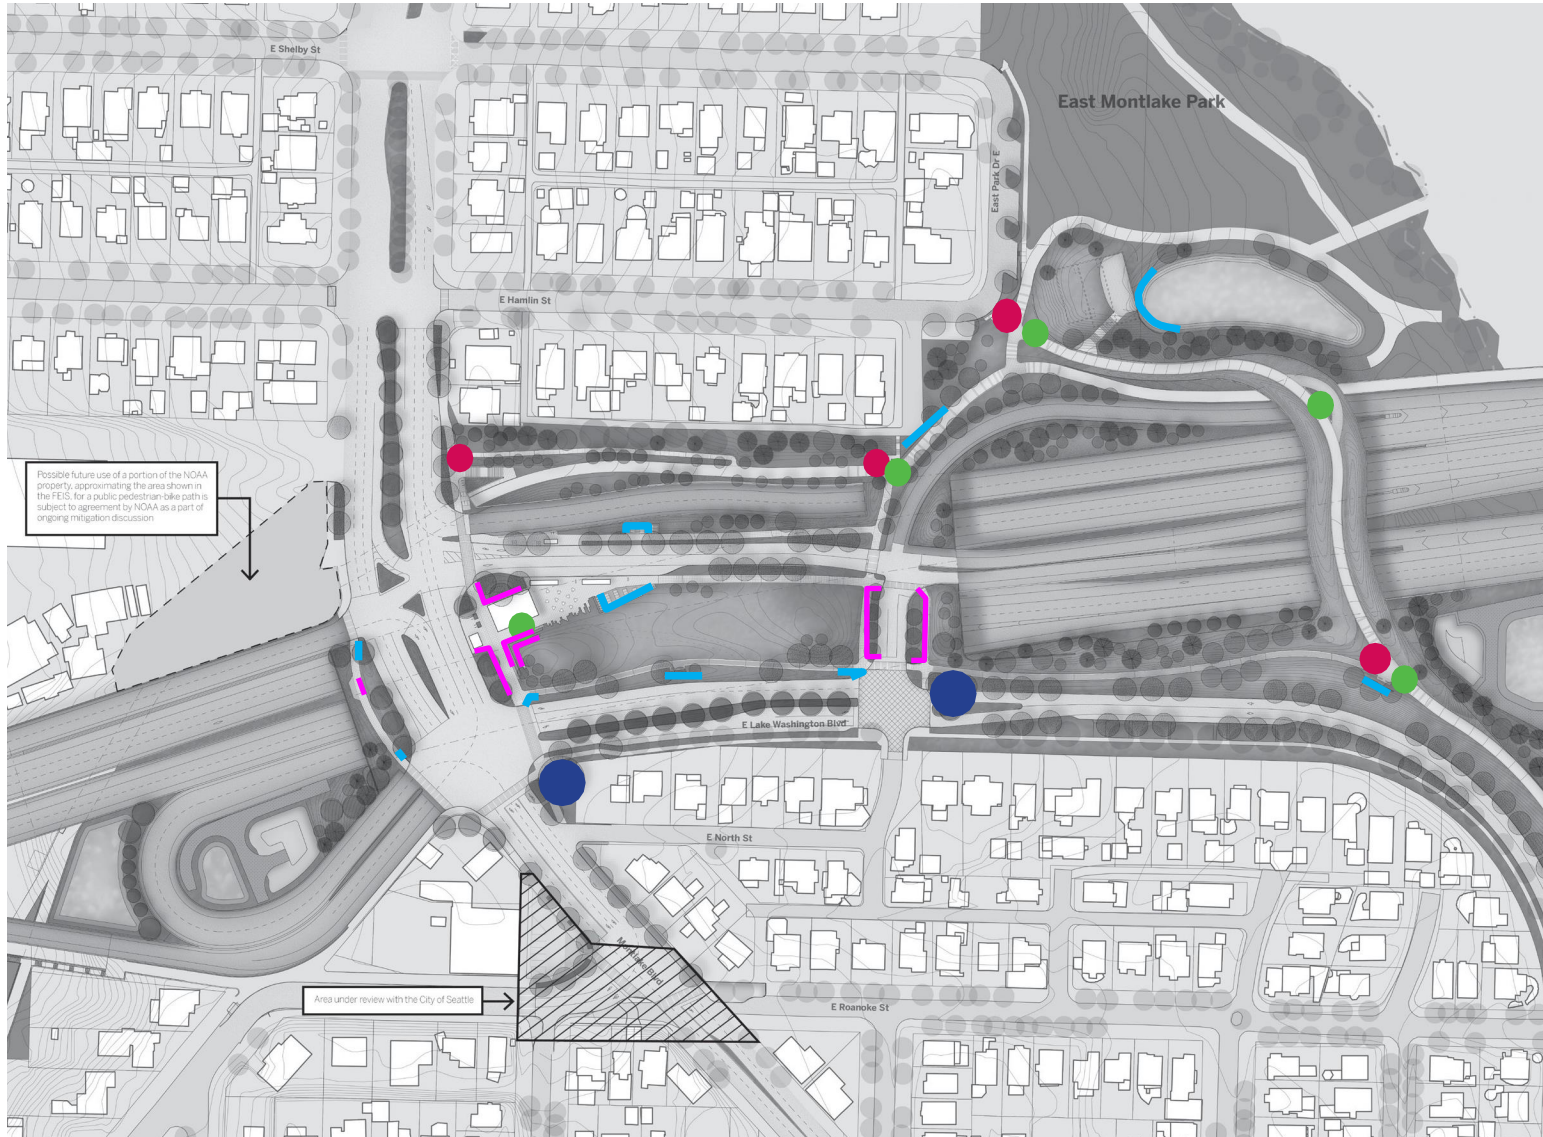 E Shelby St
East Montlake Park
East Park Dr E
E Hamlin St
Possible future use of a portion of the NOAA
property, approximating the area shown in
the FEIS, for a public pedestrian-bike path is
subject to agreement by NOAA as a part of
ongoing mitigation discussion
E Lake Washington Blvd
E North St
Montlake Blvd
Area under review with the City of Seattle
E Roanoke St